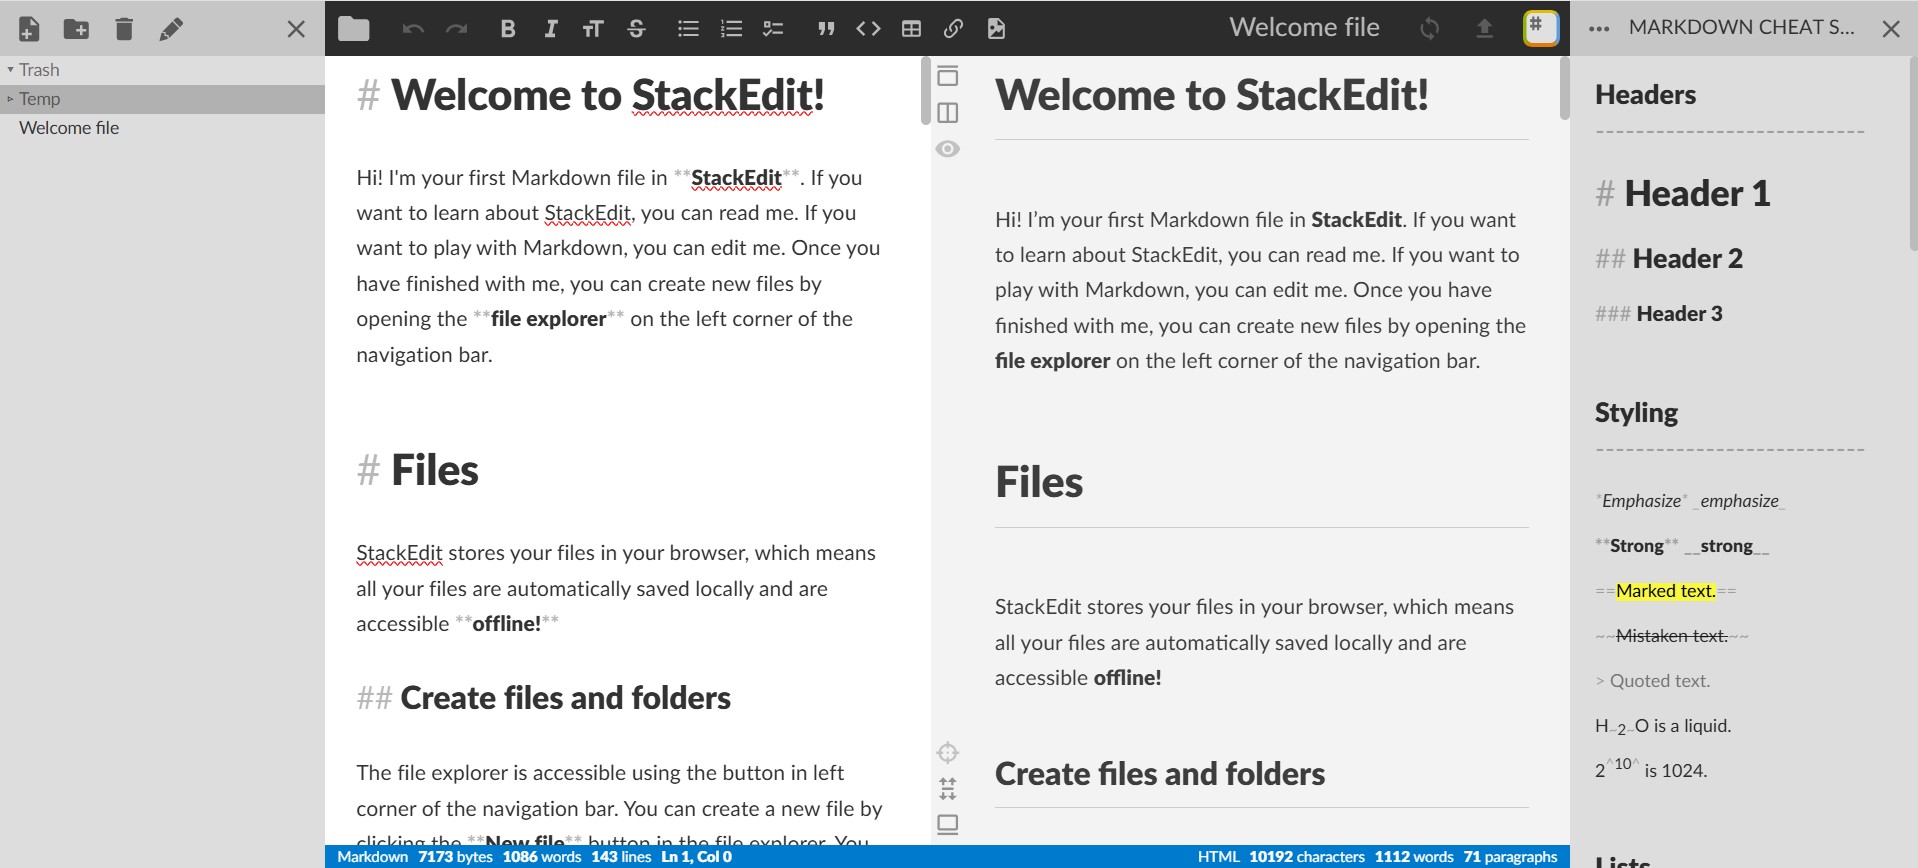 Welcome file
MARKDOWN CHEAT S...
Trash
Temp
Welcome file
# Welcome to StackEdit!
Hi! I'm your first Markdown file in **StackEdit**. If you
want to learn about StackEdit, you can read me. If you
want to play with Markdown, you can edit me. Once you
have finished with me, you can create new files by
opening the **file explorer** on the left corner of the
navigation bar.
# Files
StackEdit stores your files in your browser, which means
all your files are automatically saved locally and are
accessible **offline!**
## Create files and folders
The file explorer is accessible using the button in left
corner of the navigation bar. You can create a new file by
clicking the **New file** button in the file explorer. You
Welcome to StackEdit!
Hi! I’m your first Markdown file in StackEdit. If you want
to learn about StackEdit, you can read me. If you want to
play with Markdown, you can edit me. Once you have
finished with me, you can create new files by opening the
file explorer on the left corner of the navigation bar.
Files
StackEdit stores your files in your browser, which means
all your files are automatically saved locally and are
accessible offline!
Create files and folders
Headers
---------------------------
# Header 1
## Header 2
### Header 3
Styling
---------------------------
*Emphasize* _emphasize_
**Strong** __strong__
==Marked text.==
~~Mistaken text.~~
> Quoted text.
H~2~O is a liquid.
2^10^ is 1024.
Lists
Markdown 7173 bytes 1086 words 143 lines Ln 1, Col 0
HTML 10192 characters 1112 words 71 paragraphs